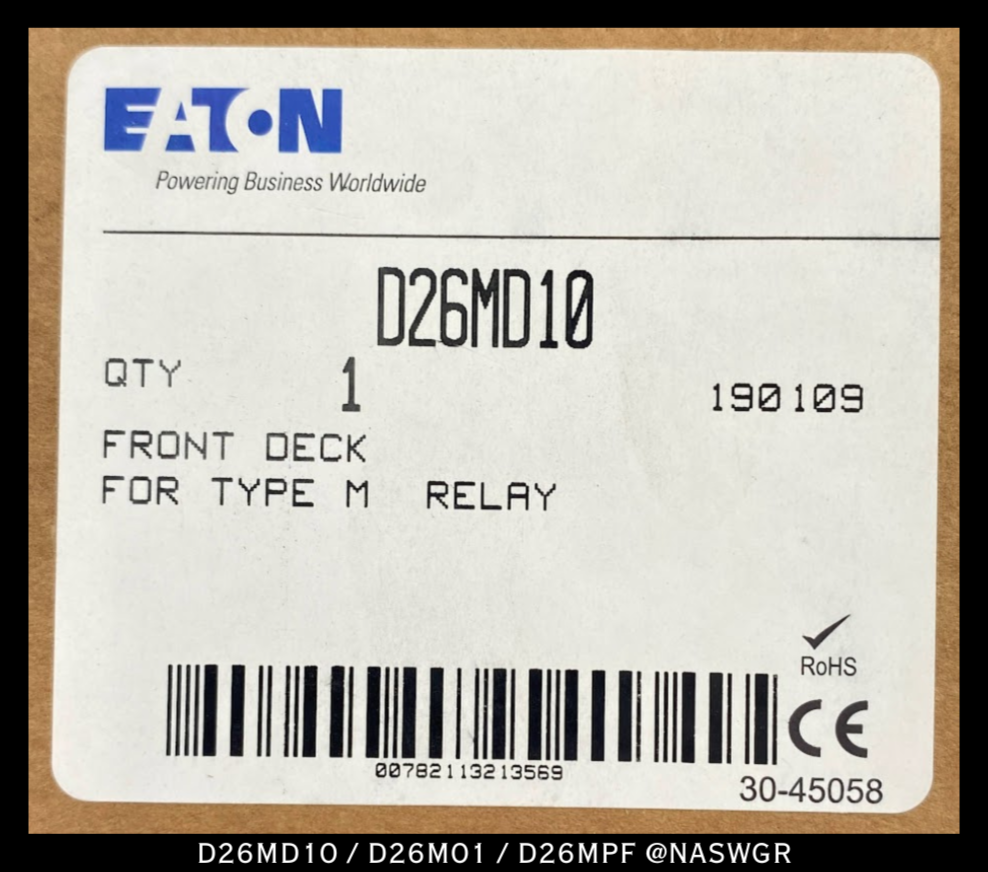 EATON
Powering Business Worldwide
D26MD10
QTY 1 190109
FRONT DECK
FOR TYPE M RELAY
RoHS
CE
00782113213569
30-45058
D26MD10 / D26M01 / D26MPF @NASWGR